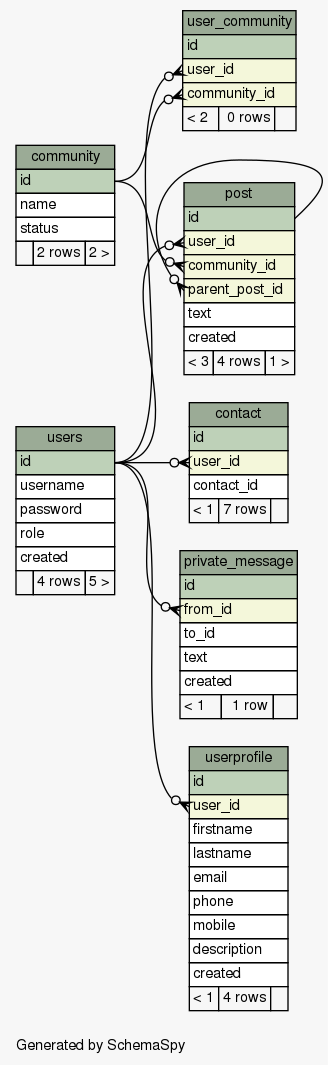 user_community
id
user_id
community_id
< 2 0 rows
community
id
name
status
2 rows 2 >
post
id
user_id
community_id
parent_post_id
text
created
< 3 4 rows 1 >
users
id
username
password
role
created
4 rows 5 >
contact
id
user_id
contact_id
< 1 7 rows
private_message
id
from_id
to_id
text
created
< 1 1 row
userprofile
id
user_id
firstname
lastname
email
phone
mobile
description
created
< 1 4 rows
Generated by SchemaSpy